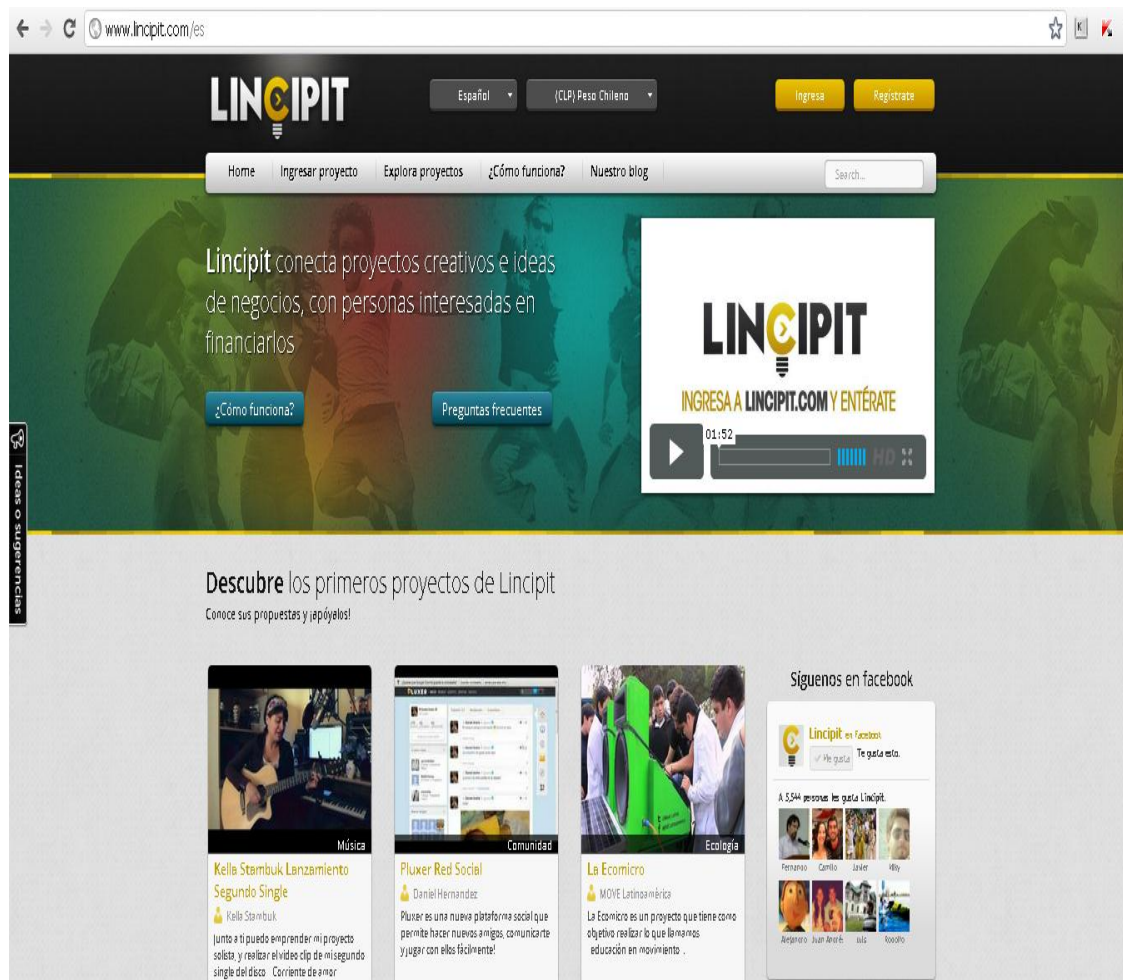 www.lincipit.com/es
LINCIPIT
Español
(CLP) Peso Chileno
Ingresa
Regístrate
Home
Ingresar proyecto
Explora proyectos
¿Cómo funciona?
Nuestro blog
Search...
Lincipit conecta proyectos creativos e ideas
de negocios, con personas interesadas en
financiarlos
¿Cómo funciona?
Preguntas frecuentes
LINCIPIT
INGRESA A LINCIPIT.COM Y ENTÉRATE
01:52
HD
Ideas o sugerencias
Descubre los primeros proyectos de Lincipit
Conoce sus propuestas y ¡apóyalos!
Música
Kella Stambuk Lanzamiento
Segundo Single
Kella Stambuk
Junto a ti puedo emprender mi proyecto
solista, y realizar el video clip de mi segundo
single del disco Corriente de amor
PLUXER
Comunidad
Pluxer Red Social
Daniel Hernandez
Pluxer es una nueva plataforma social que
permite hacer nuevos amigos, comunicarte
y jugar con ellos fácilmente!
Ecología
La Ecomicro
MOVE Latinoamérica
La Ecomicro es un proyecto que tiene como
objetivo realizar lo que llamamos
educación en movimiento .
Síguenos en facebook
Lincipit en Facebook
Me gusta
Te gusta esto.
A 5,544 personas les gusta Lincipit.
Fernando
Camilo
Javier
Alejandro
Juan Andrés
Luis
Rodolfo